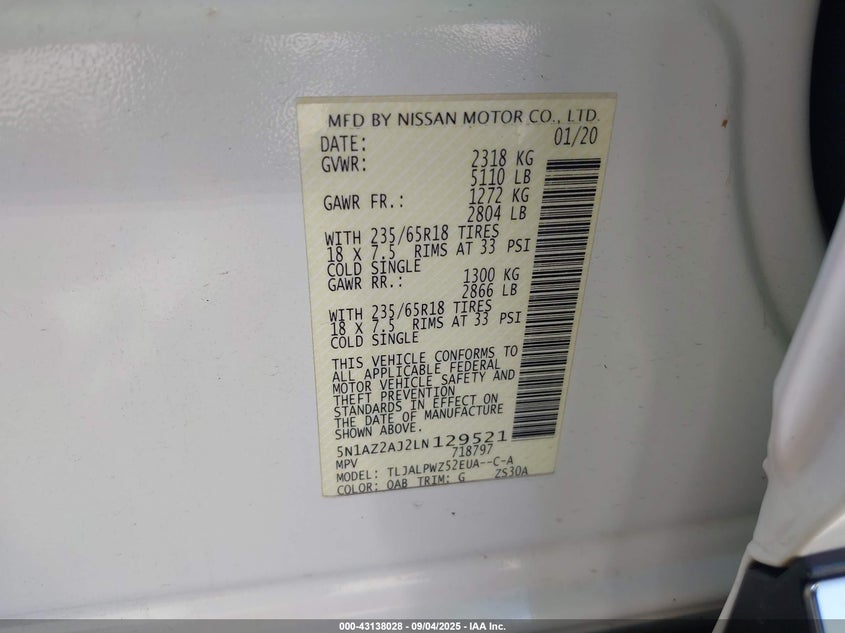 MFD BY NISSAN MOTOR CO., LTD.
DATE: 01/20
GVWR: 2318 KG
5110 LB
GAWR FR.: 1272 KG
2804 LB
WITH 235/65R18 TIRES
18 X 7.5 RIMS AT 33 PSI
COLD SINGLE
GAWR RR.: 1300 KG
2866 LB
WITH 235/65R18 TIRES
18 X 7.5 RIMS AT 33 PSI
COLD SINGLE
THIS VEHICLE CONFORMS TO
ALL APPLICABLE FEDERAL
MOTOR VEHICLE SAFETY AND
THEFT PREVENTION
STANDARDS IN EFFECT ON
THE DATE OF MANUFACTURE
SHOWN ABOVE.
5N1AZ2AJ2LN129521
MPV 718797
MODEL: TLJALPWZ52EUA--C-A
COLOR: QAB TRIM: G ZS30A
000-43138028 - 09/04/2025 - IAA Inc.